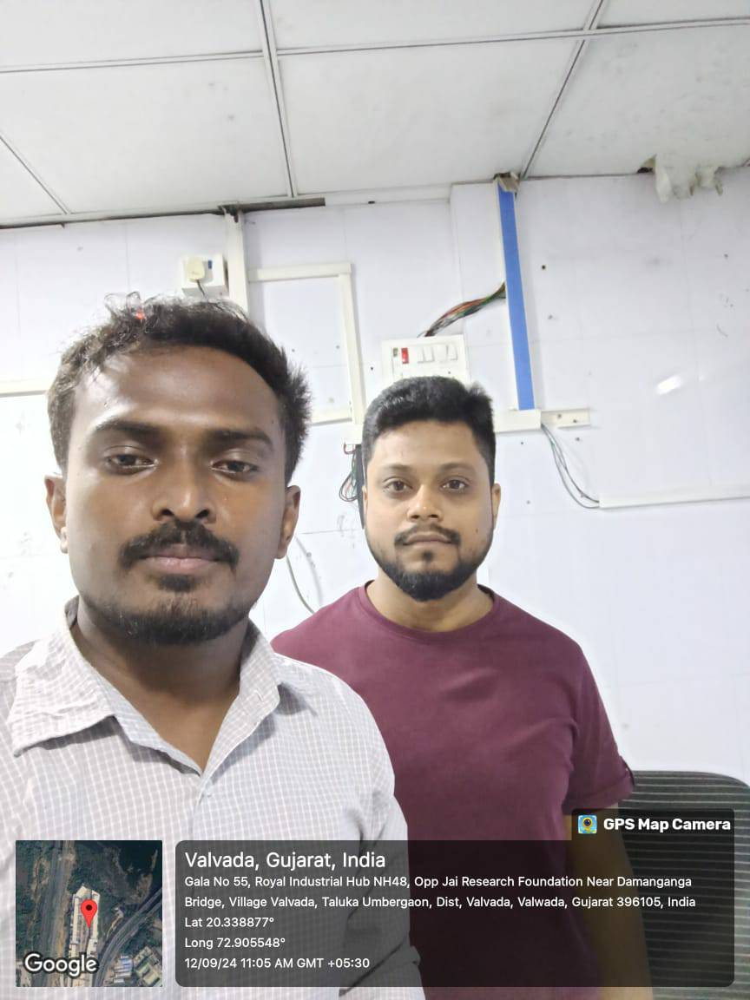 GPS Map Camera
Valvada, Gujarat, India
Gala No 55, Royal Industrial Hub NH48, Opp Jai Research Foundation Near Damanganga
Bridge, Village Valvada, Taluka Umbergaon, Dist, Valvada, Valwada, Gujarat 396105, India
Lat 20.338877°
Long 72.905548°
12/09/24 11:05 AM GMT +05:30
Google